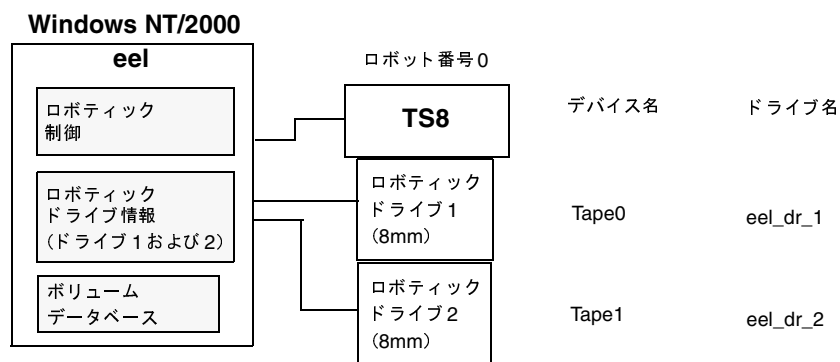 Windows NT/2000
eel
ロボット番号0
ロボティック
制御
TS8
デバイス名
ドライブ名
ロボティック
ドライブ情報
(ドライブ1および2)
ロボティック
ドライブ1
(8mm)
Tape0
eel_dr_1
ボリューム
データベース
ロボティック
ドライブ2
(8mm)
Tape1
eel_dr_2